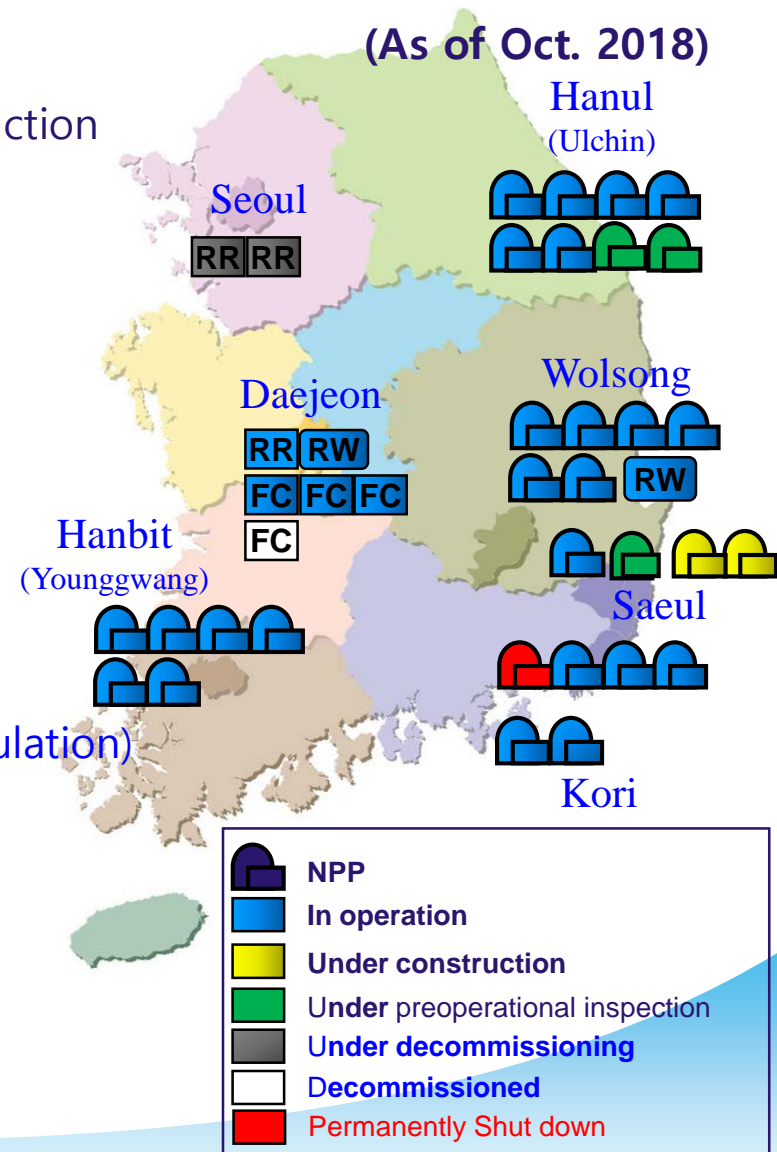 (As of Oct. 2018)
ction
Hanul
(Ulchin)
Seoul
RR RR
Wolsong
Daejeon
RR RW
FC FC FC
RW
FC
Hanbit
(Younggwang)
Saeul
ulation)
Kori
NPP
In operation
Under construction
Under preoperational inspection
Under decommissioning
Decommissioned
Permanently Shut down